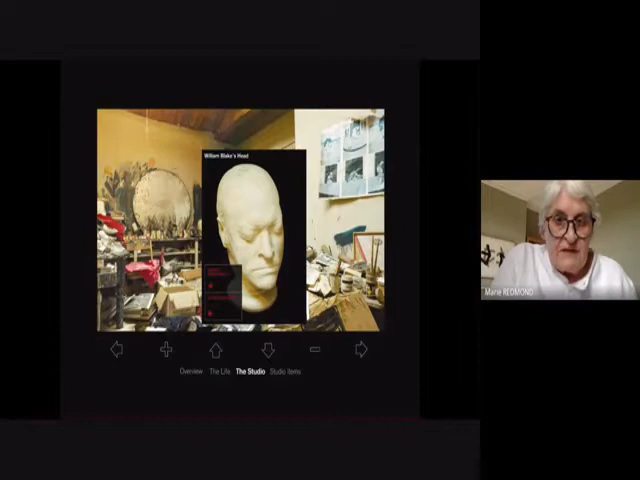 William Blake's Head
Overview The Life The Studio Studio items
Marie REDMOND